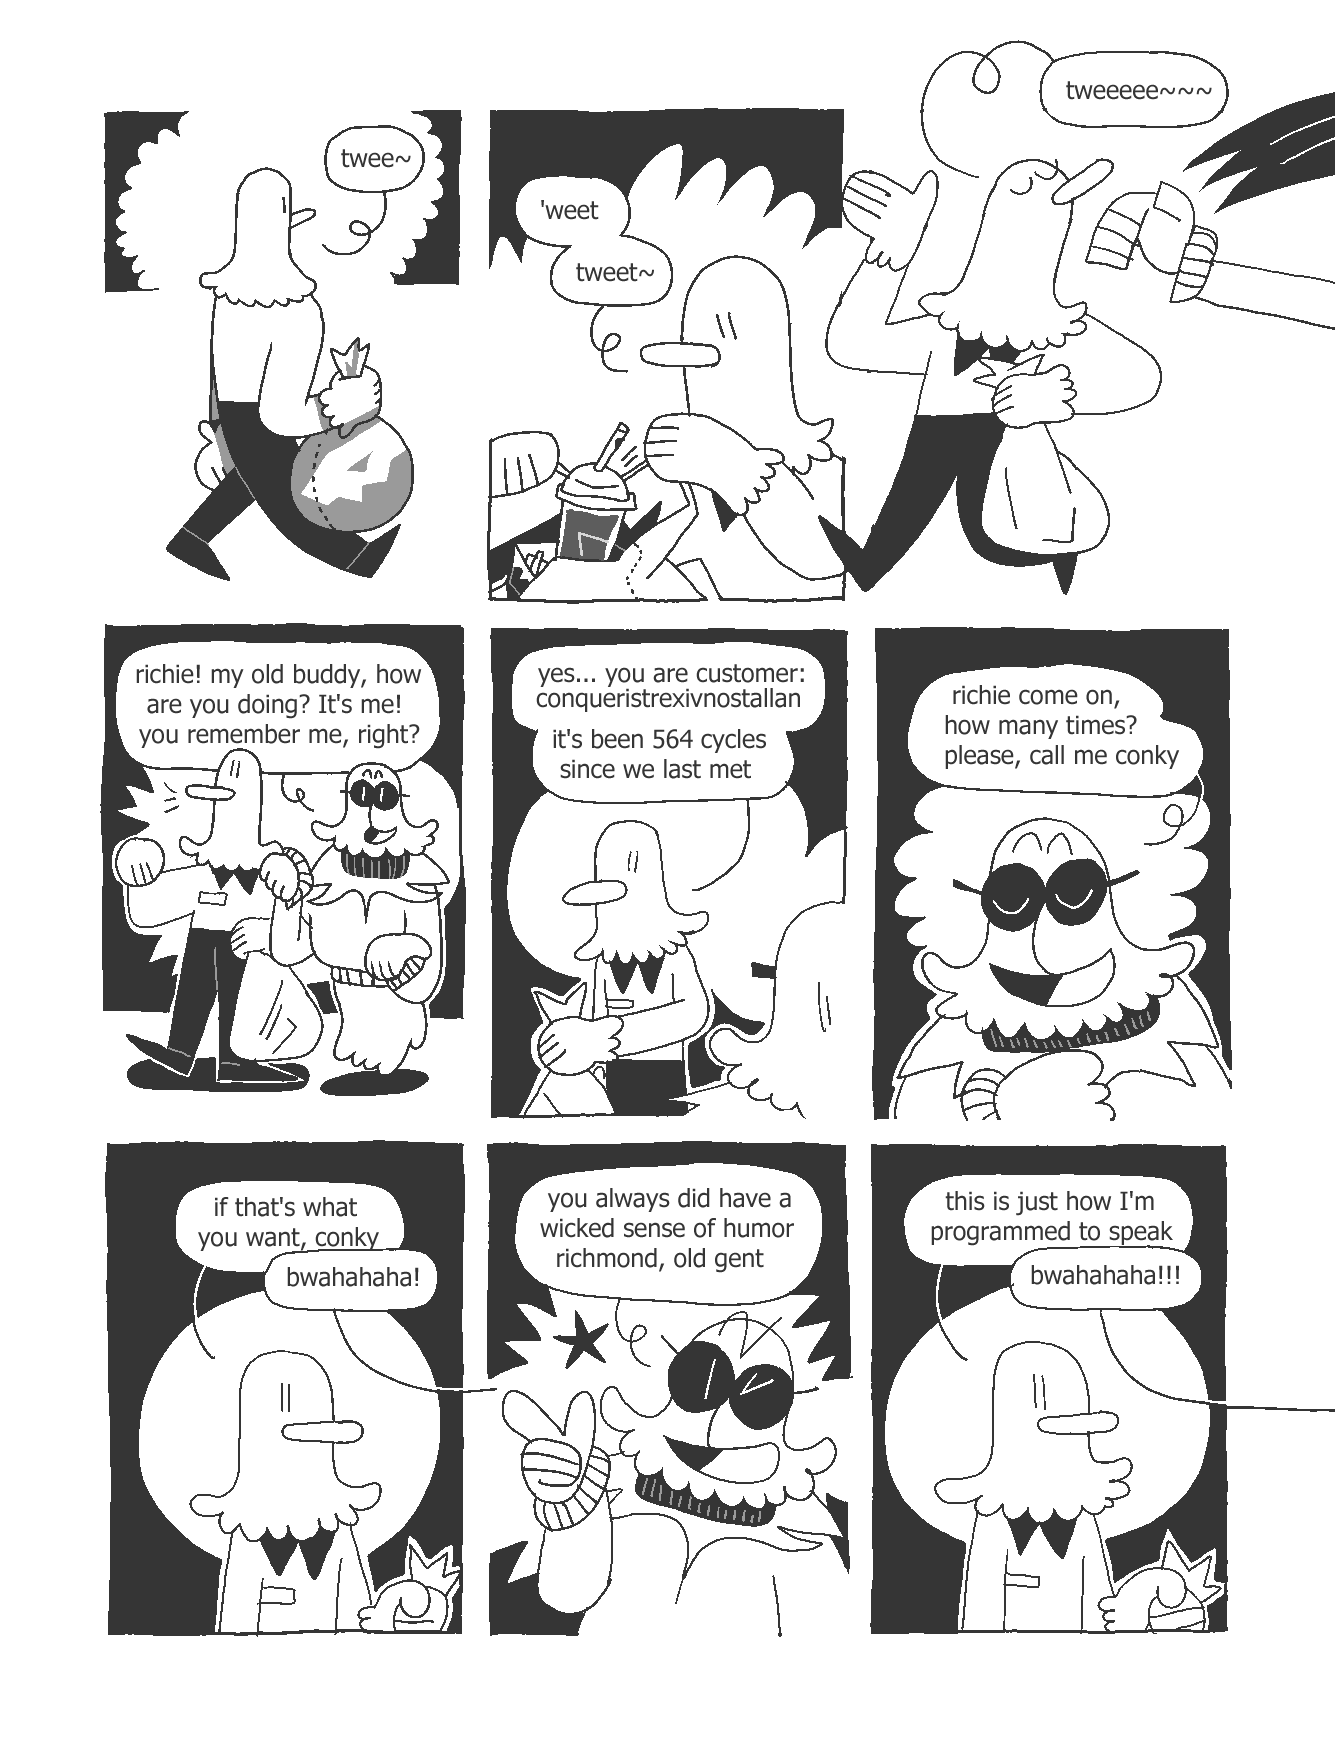 twee~
'weet
tweet~
tweeeee~~~
richie! my old buddy, how
are you doing? It's me!
you remember me, right?
yes... you are customer:
conqueristrexivnostallan
it's been 564 cycles
since we last met
richie come on,
how many times?
please, call me conky
if that's what
you want, conky
bwahahaha!
you always did have a
wicked sense of humor
richmond, old gent
this is just how I'm
programmed to speak
bwahahaha!!!